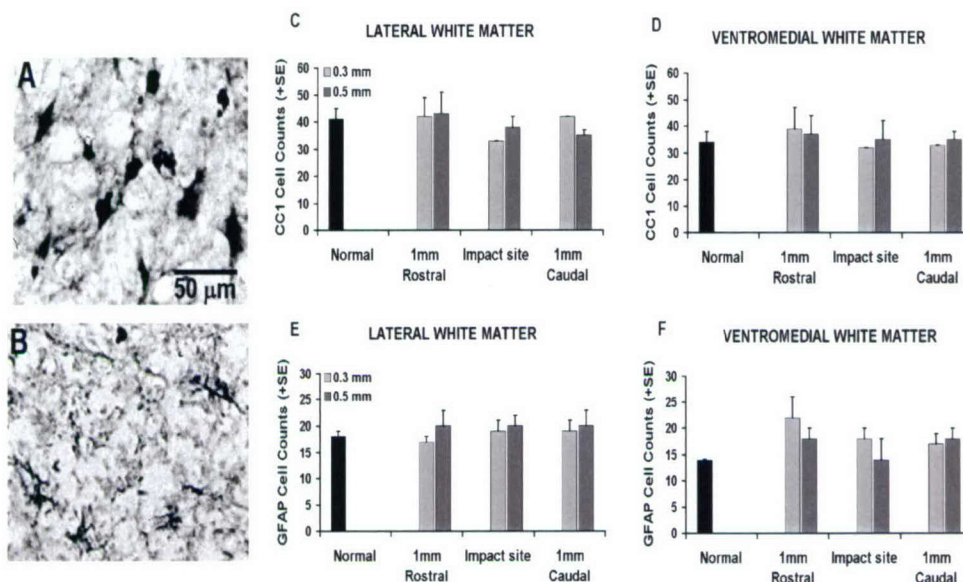 A
50 µm
B
C
LATERAL WHITE MATTER
CC1 Cell Counts (+SE)
60
50
40
30
20
10
0
0.3 mm
0.5 mm
Normal
1mm
Rostral
Impact site
1mm
Caudal
D
VENTROMEDIAL WHITE MATTER
CC1 Cell Counts (+SE)
60
50
40
30
20
10
0
Normal
1mm
Rostral
Impact site
1mm
Caudal
E
LATERAL WHITE MATTER
GFAP Cell Counts (+SE)
30
25
20
15
10
5
0
0.3 mm
0.5 mm
Normal
1mm
Rostral
Impact site
1mm
Caudal
F
VENTROMEDIAL WHITE MATTER
GFAP Cell Counts (+SE)
30
25
20
15
10
5
0
Normal
1mm
Rostral
Impact site
1mm
Caudal